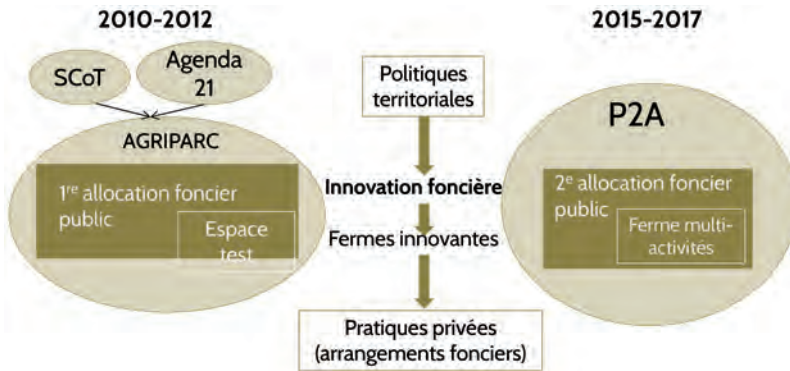 2010-2012
SCoT
Agenda
21
AGRIPARC
1re allocation foncier
public
Espace
test
Politiques
territoriales
Innovation foncière
Fermes innovantes
Pratiques privées
(arrangements fonciers)
2015-2017
P2A
2e allocation foncier
public
Ferme multi-
activités